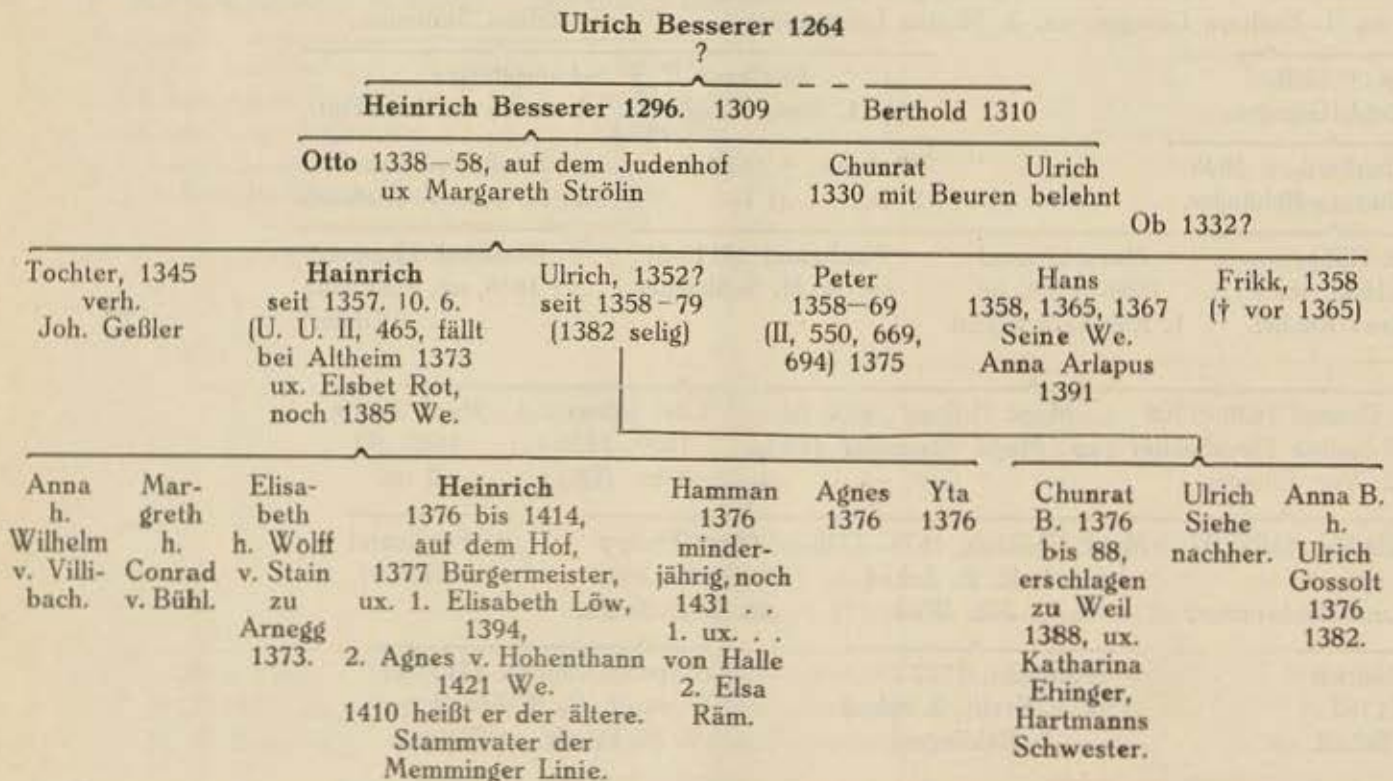 Ulrich Besserer 1264
?
Heinrich Besserer 1296. 1309
Berthold 1310
Otto 1338—58, auf dem Judenhof
ux Margareth Strölin
Chunrat Ulrich
1330 mit Beuren belehnt
Ob 1332?
Tochter, 1345
verh.
Joh. Geßler
Hainrich
seit 1357. 10. 6.
(U. U. II, 465, fällt
bei Altheim 1373
ux. Elsbet Rot,
noch 1385 We.
Ulrich, 1352?
seit 1358—79
(1382 selig)
Peter
1358—69
(II, 550, 669,
694) 1375
Hans
1358, 1365, 1367
Seine We.
Anna Arlapus
1391
Frikk, 1358
(† vor 1365)
Anna
h.
Wilhelm
v. Villi-
bach.
Mar-
greth
h.
Conrad
v. Bühl.
Elisa-
beth
h. Wolff
v. Stain
zu
Arnegg
1373.
Heinrich
1376 bis 1414,
auf dem Hof,
1377 Bürgermeister,
ux. 1. Elisabeth Löw,
1394,
2. Agnes v. Hohenthann
1421 We.
1410 heißt er der ältere.
Stammvater der
Memminger Linie.
Hamman
1376
minder-
jährig, noch
1431 . .
1. ux. . .
von Halle
2. Elsa
Räm.
Agnes
1376
Yta
1376
Chunrat
B. 1376
bis 88,
erschlagen
zu Weil
1388, ux.
Katharina
Ehinger,
Hartmanns
Schwester.
Ulrich
Siehe
nachher.
Anna B.
h.
Ulrich
Gossolt
1376
1382.